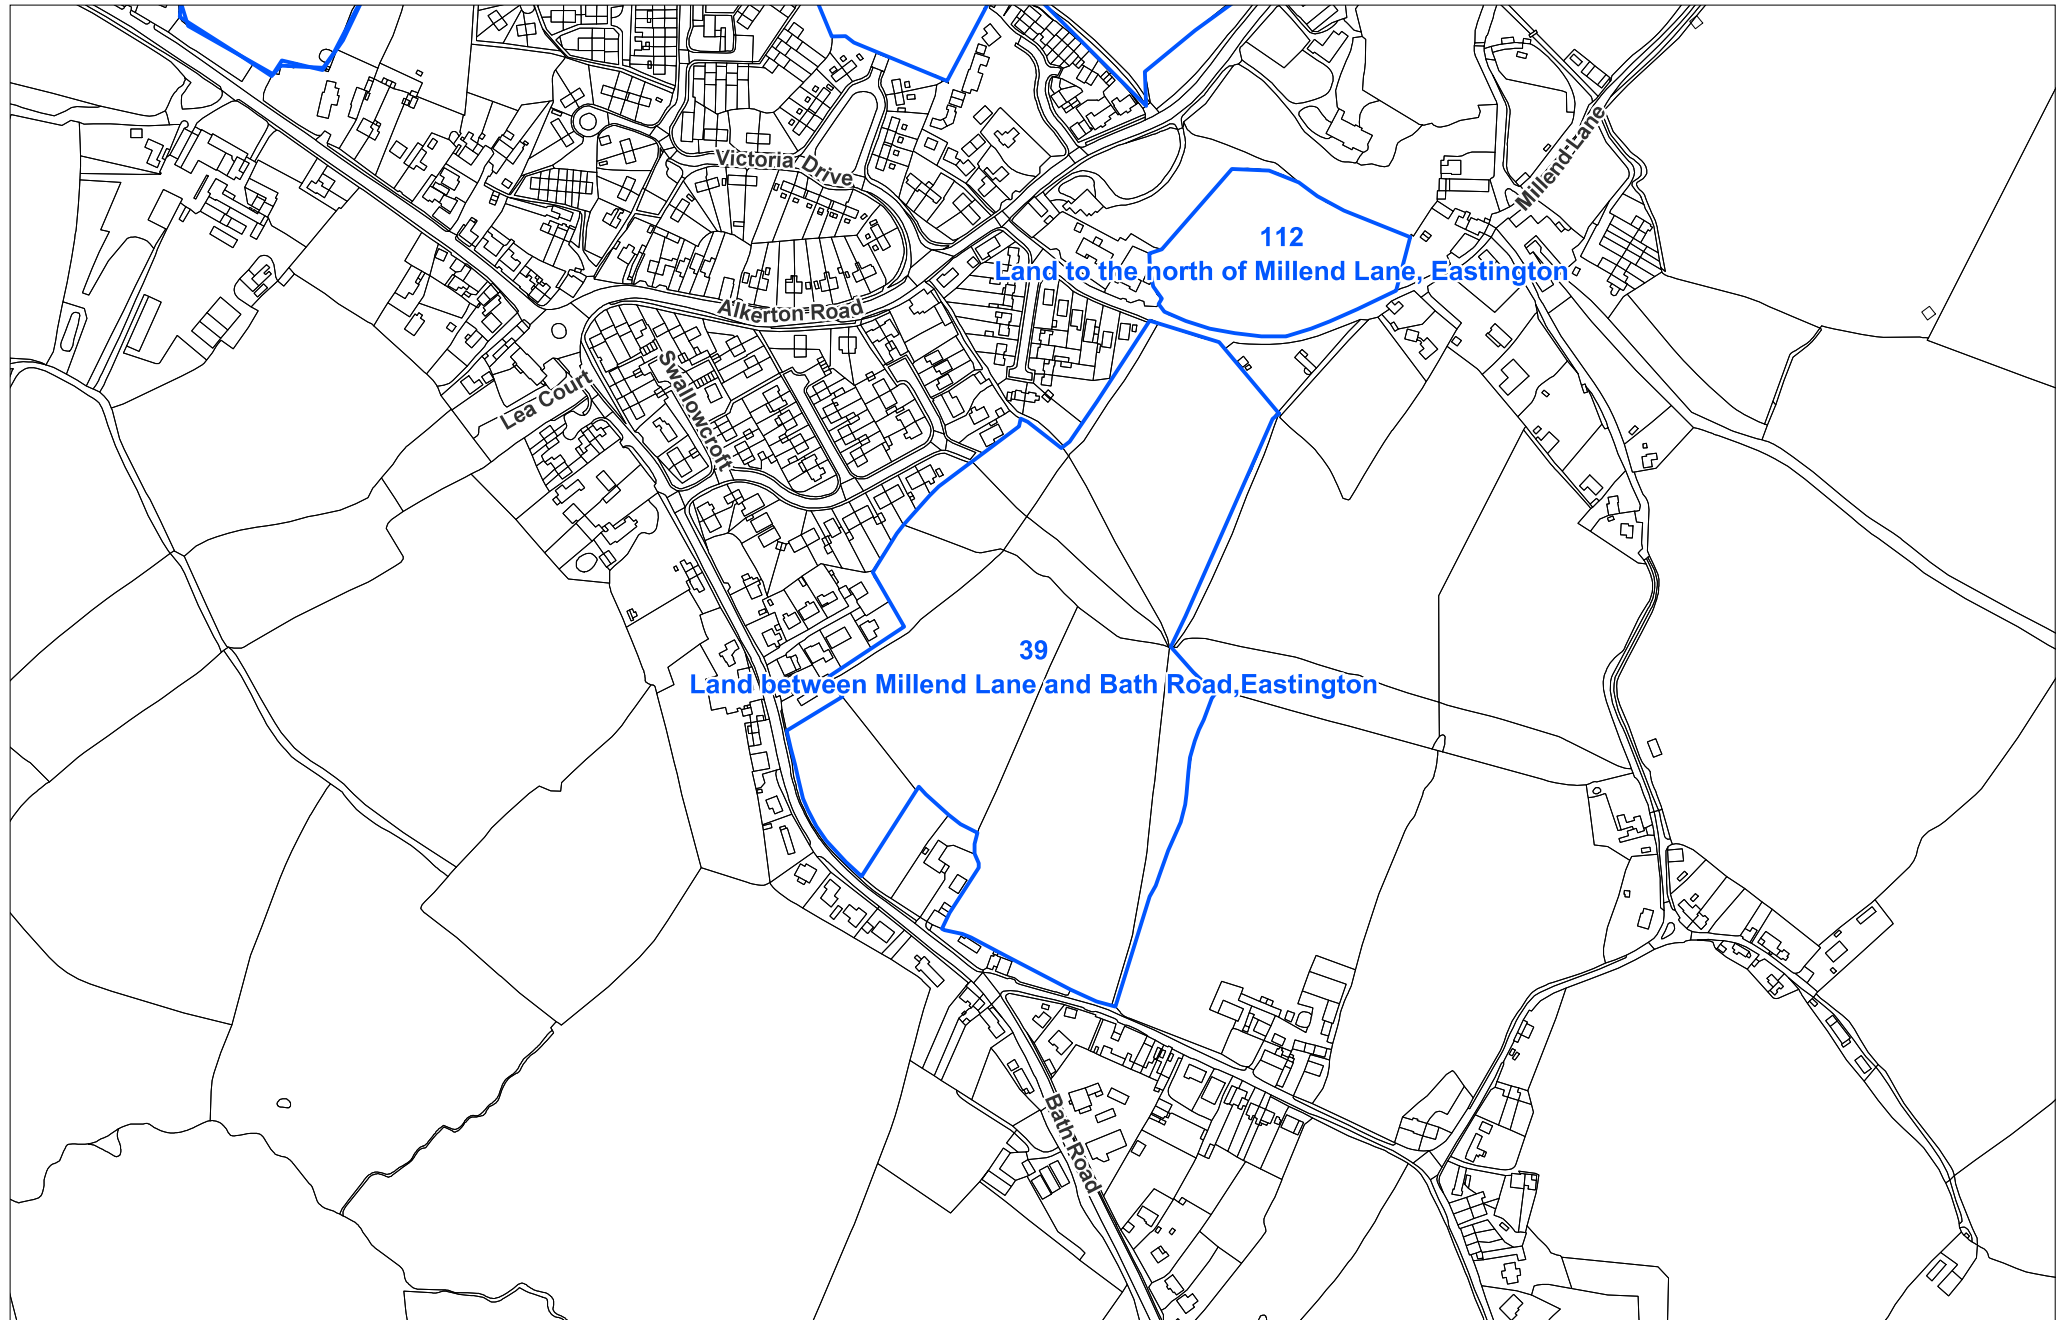 Victoria Drive
Millend Lane
112
Land to the north of Millend Lane, Eastington
Alkerton Road
Swallowcroft
Lea Court
39
Land between Millend Lane and Bath Road,Eastington
Bath Road